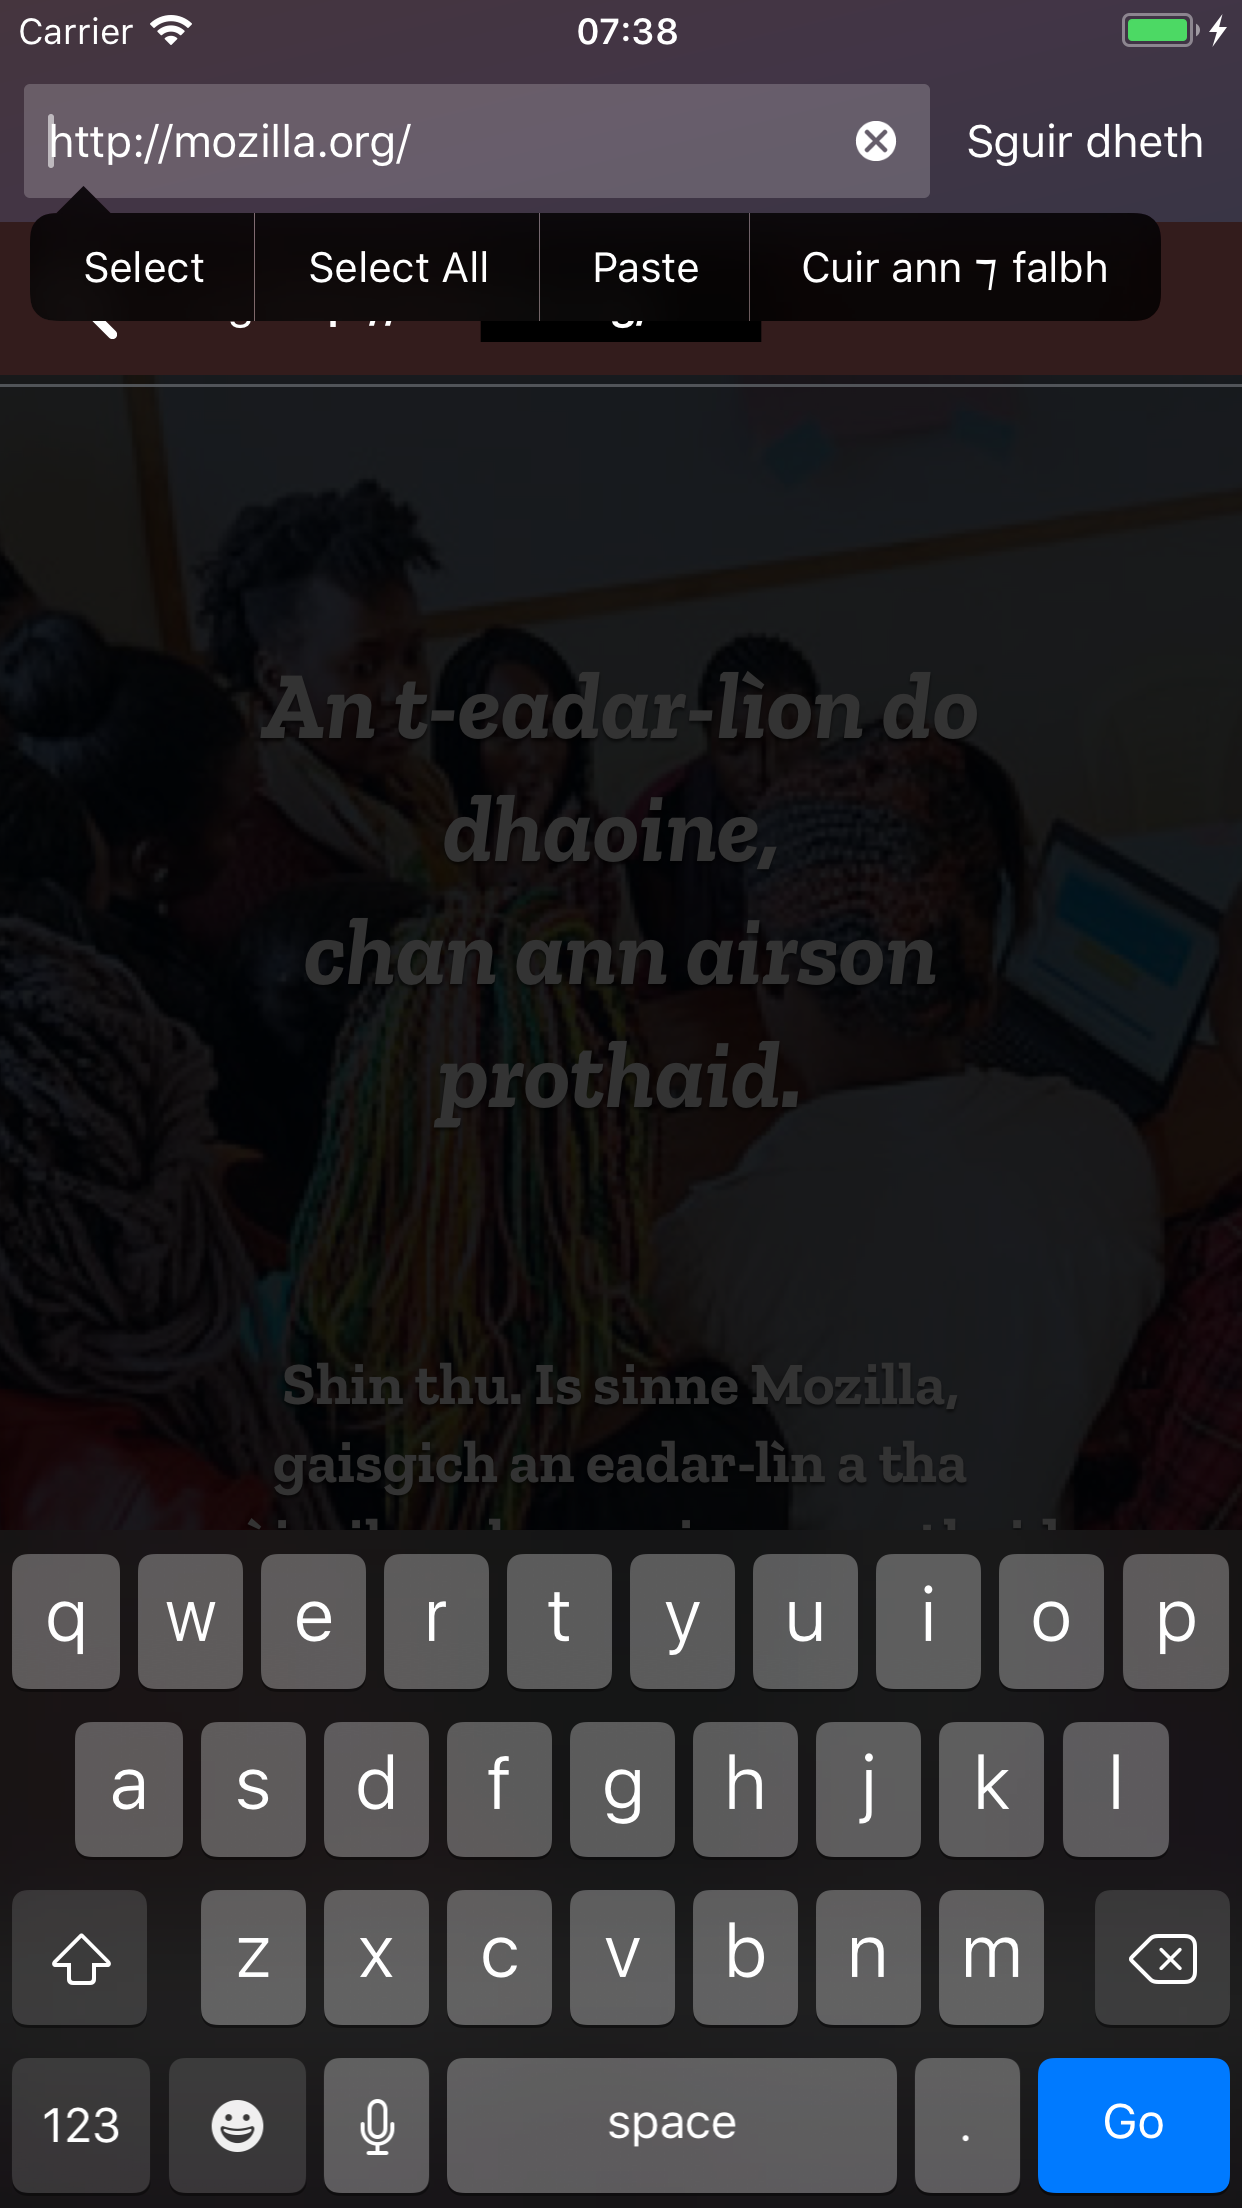 Carrier 07:38
http://mozilla.org/ Sguir dheth
Select Select All Paste Cuir ann ⁊ falbh
An t-eadar-lìon do
dhaoine,
chan ann airson
prothaid.
Shin thu. Is sinne Mozilla,
gaisgich an eadar-lìn a tha
q w e r t y u i o p
a s d f g h j k l
z x c v b n m
123 space . Go